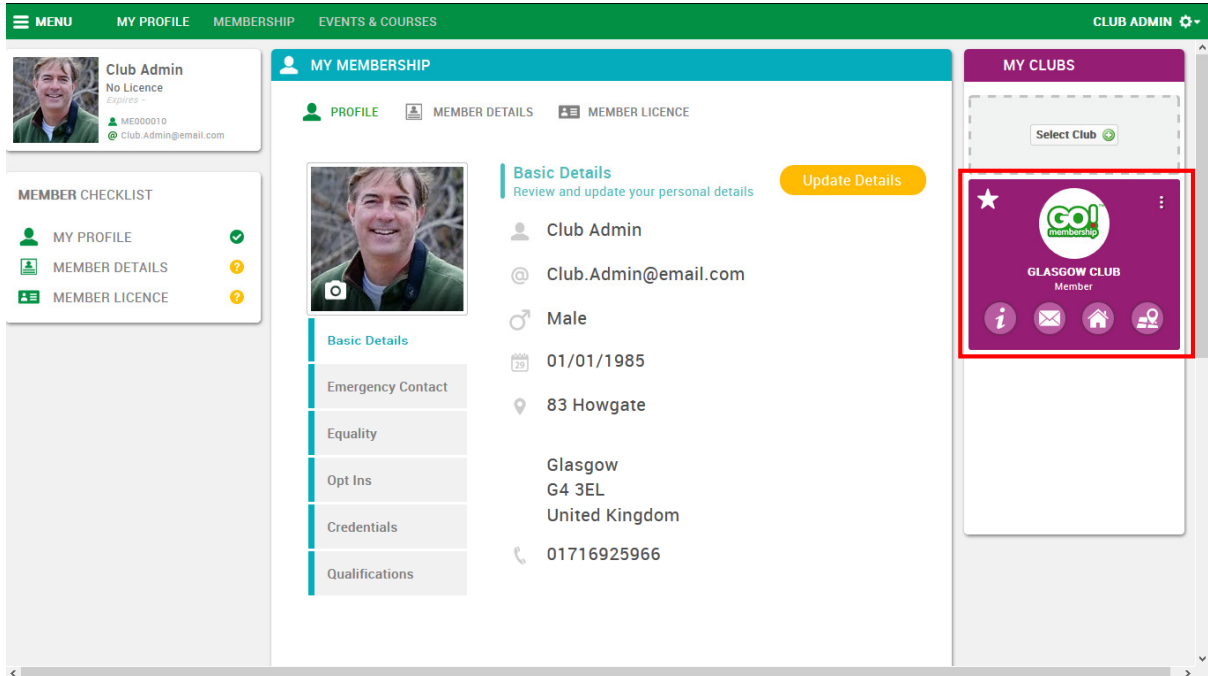 MENU MY PROFILE MEMBERSHIP EVENTS & COURSES CLUB ADMIN
Club Admin
No Licence
Expires -
ME000010
@ Club.Admin@email.com
MEMBER CHECKLIST
MY PROFILE
MEMBER DETAILS
?
MEMBER LICENCE
?
MY MEMBERSHIP
PROFILE MEMBER DETAILS MEMBER LICENCE
Basic Details
Emergency Contact
Equality
Opt Ins
Credentials
Qualifications
Basic Details
Review and update your personal details
Update Details
Club Admin
@ Club.Admin@email.com
Male
29 01/01/1985
83 Howgate
Glasgow
G4 3EL
United Kingdom
01716925966
MY CLUBS
Select Club
GO!
membership
GLASGOW CLUB
Member
i